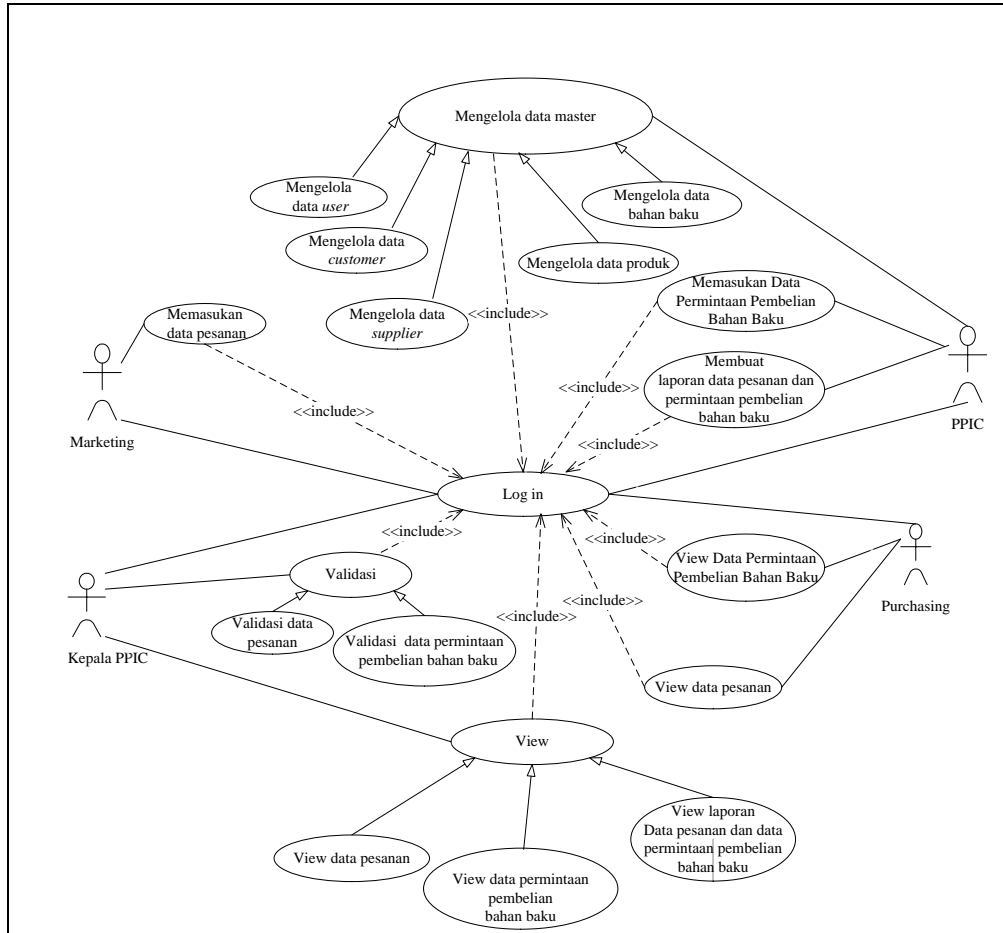 Mengelola data master
Mengelola
data user
Mengelola data
bahan baku
Mengelola data
customer
Mengelola data produk
Memasukan Data
Permintaan Pembelian
Bahan Baku
Memasukan
data pesanan
Mengelola data
supplier
<<include>>
Membuat
laporan data pesanan dan
permintaan pembelian
bahan baku
<<include>>
<<include>>
Marketing
PPIC
<<include>>
Log in
<<include>>
<<include>>
View Data Permintaan
Pembelian Bahan Baku
Validasi
<<include>>
<<include>>
Purchasing
Validasi data
pesanan
Validasi  data permintaan
pembelian bahan baku
Kepala PPIC
View data pesanan
View
View laporan
Data pesanan dan data
permintaan pembelian
bahan baku
View data pesanan
View data permintaan
pembelian
bahan baku